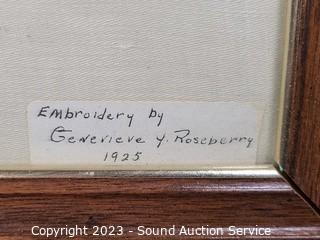 Embroidery by
Genevieve Y. Roseberry
1925
Copyright 2023 - Sound Auction Service